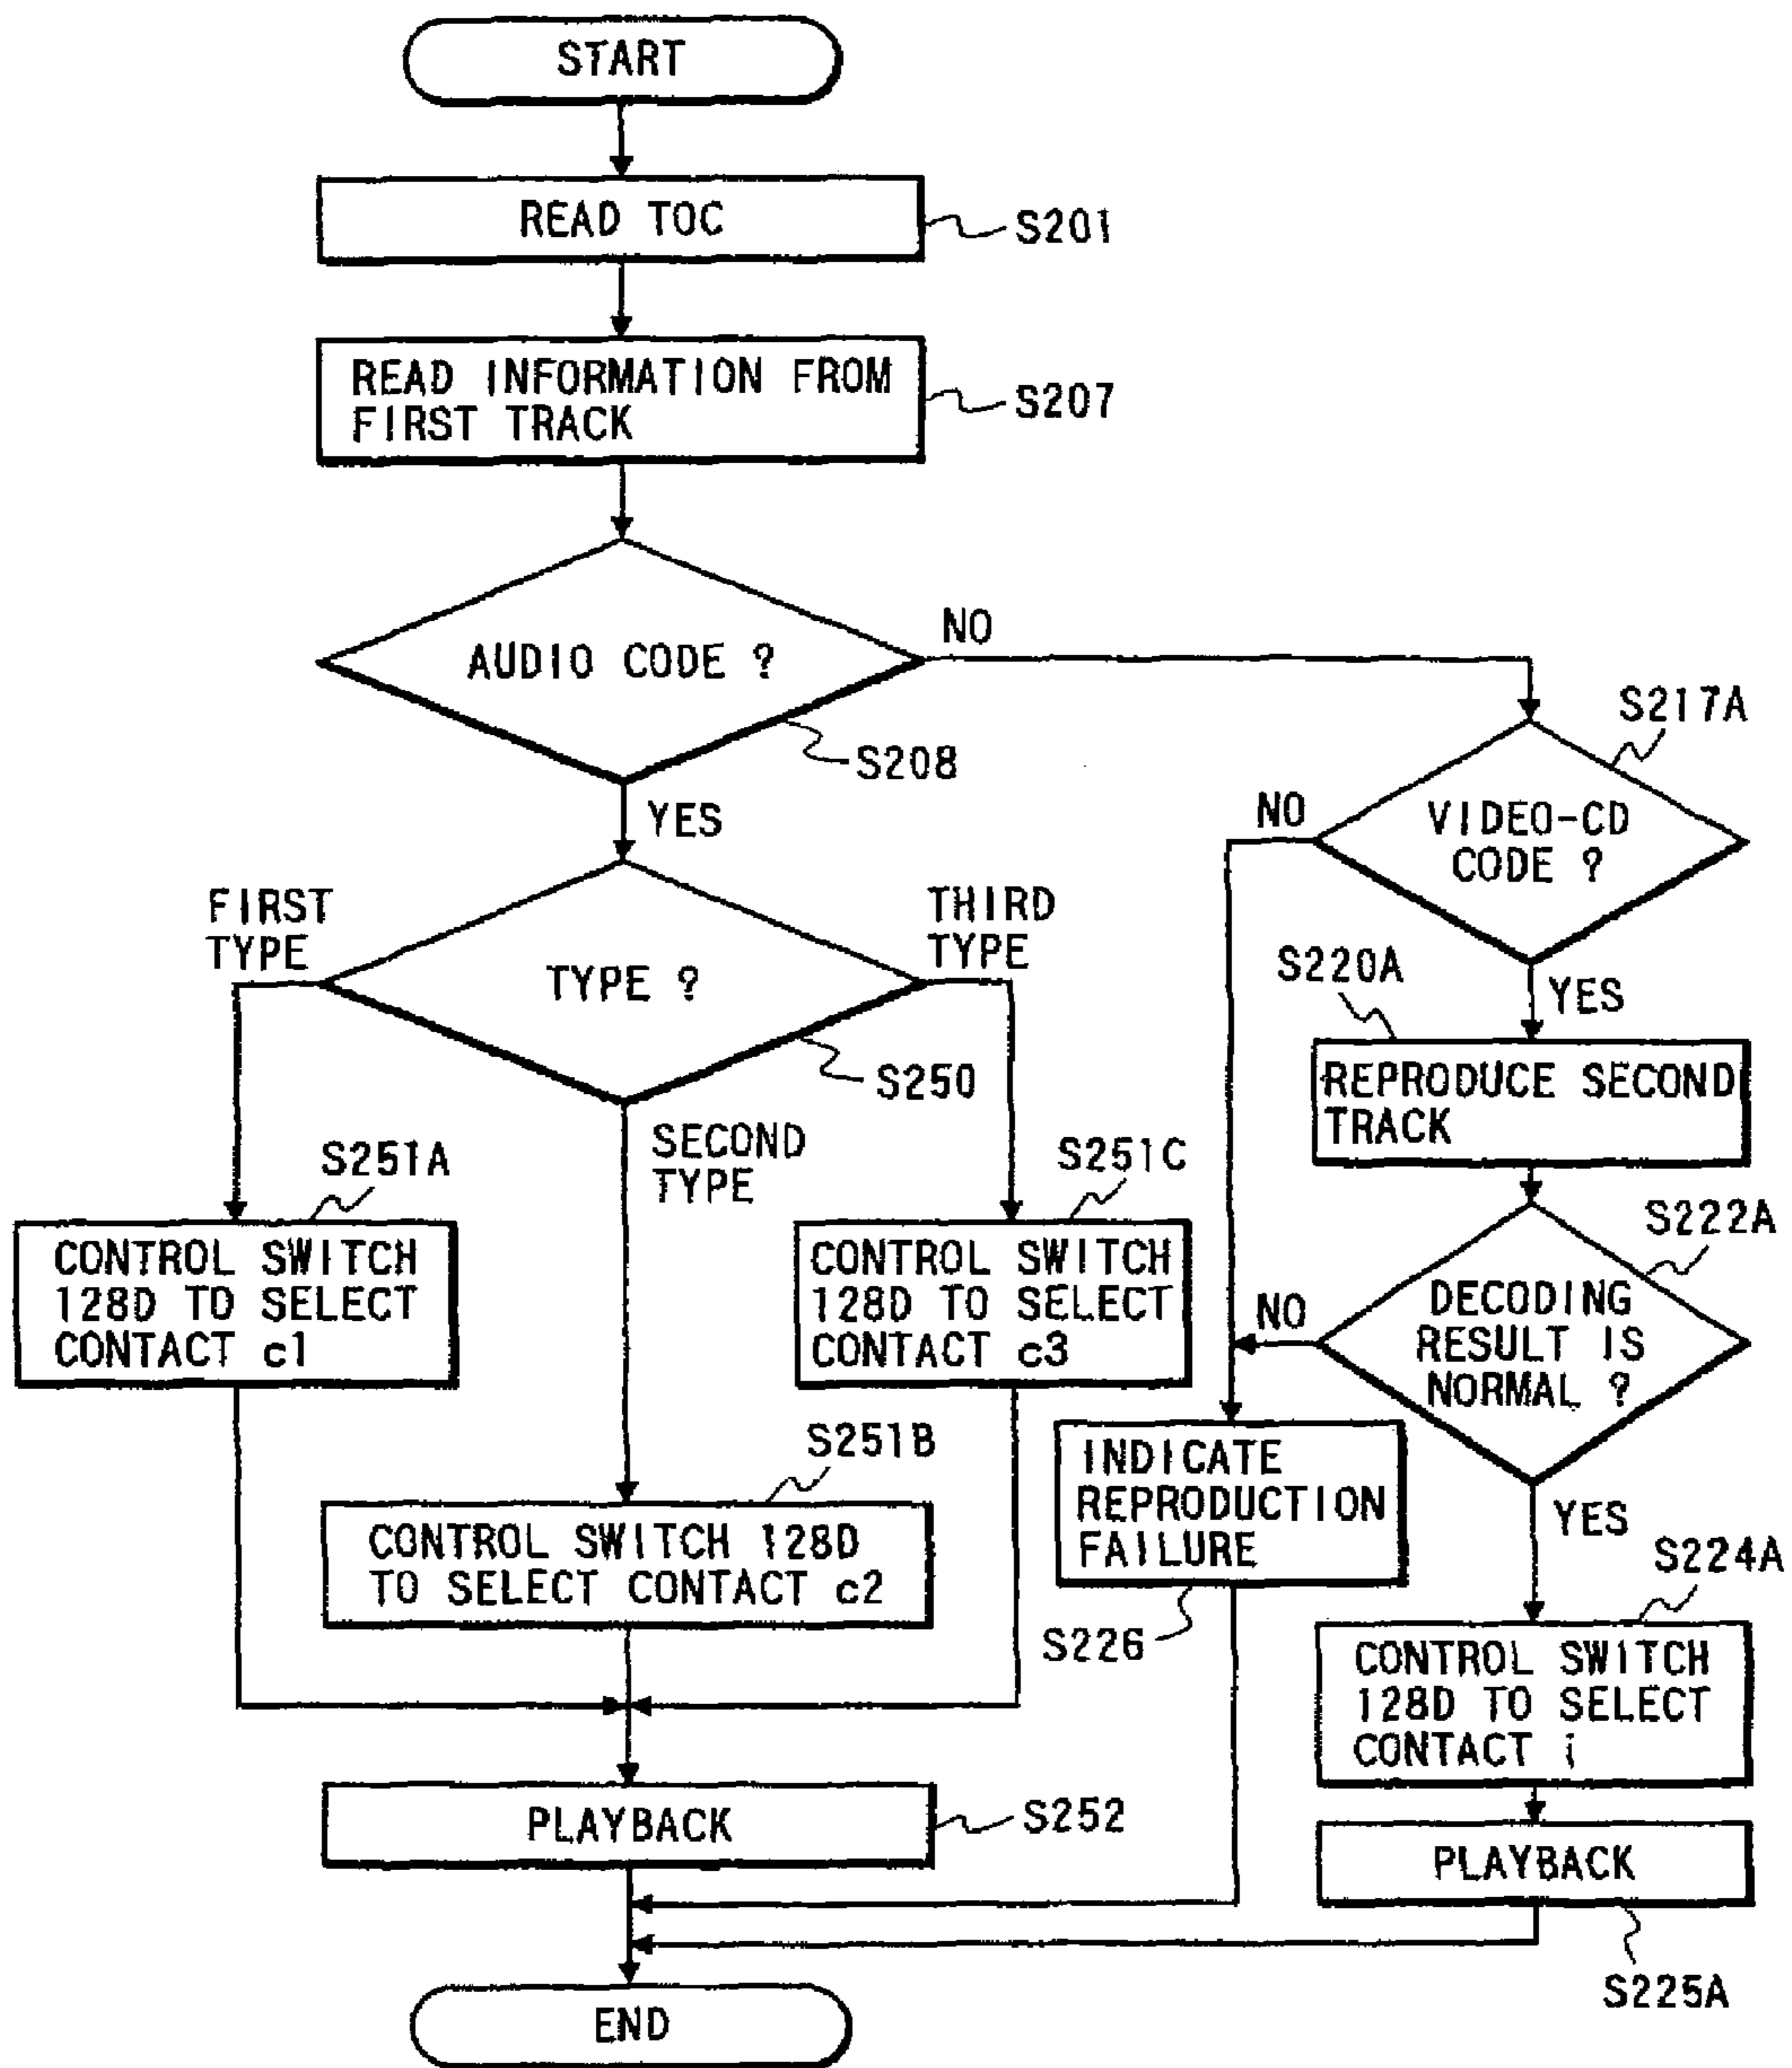 START
READ TOC
S201
READ INFORMATION FROM
FIRST TRACK
S207
AUDIO CODE ?
S208
NO
YES
S217A
VIDEO-CD
CODE ?
NO
YES
TYPE ?
S250
FIRST
TYPE
SECOND
TYPE
THIRD
TYPE
S220A
REPRODUCE SECOND
TRACK
S251A
CONTROL SWITCH
128D TO SELECT
CONTACT c1
S251C
CONTROL SWITCH
128D TO SELECT
CONTACT c3
S222A
DECODING
RESULT IS
NORMAL ?
NO
YES
S251B
CONTROL SWITCH 128D
TO SELECT CONTACT c2
INDICATE
REPRODUCTION
FAILURE
S226
S224A
CONTROL SWITCH
128D TO SELECT
CONTACT i
PLAYBACK
S252
PLAYBACK
S225A
END